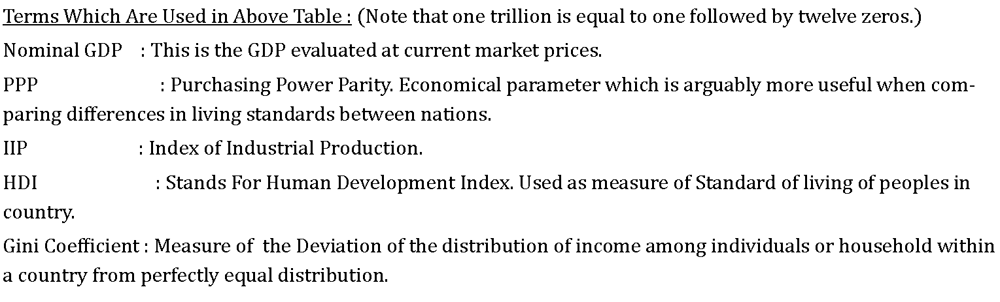 Terms Which Are Used in Above Table : (Note that one trillion is equal to one followed by twelve zeros.)
Nominal GDP : This is the GDP evaluated at current market prices.
PPP : Purchasing Power Parity. Economical parameter which is arguably more useful when com-
paring differences in living standards between nations.
IIP : Index of Industrial Production.
HDI : Stands For Human Development Index. Used as measure of Standard of living of peoples in
country.
Gini Coefficient : Measure of the Deviation of the distribution of income among individuals or household within
a country from perfectly equal distribution.